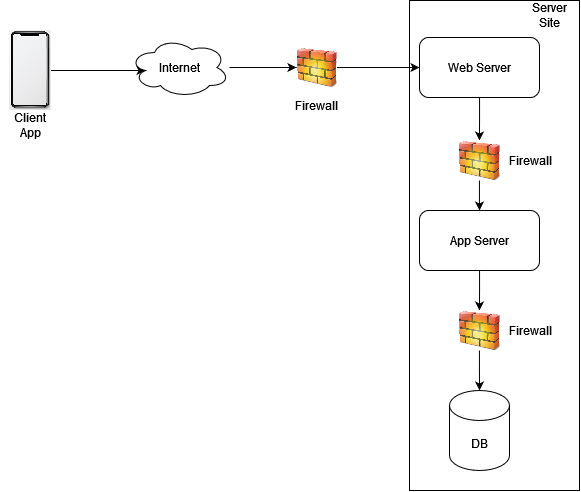 Server
Site
Internet
Web Server
Firewall
Client
App
Firewall
App Server
Firewall
DB